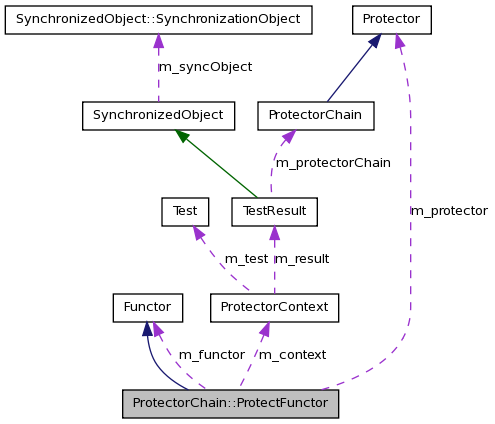 SynchronizedObject::SynchronizationObject
Protector
m_syncObject
SynchronizedObject
ProtectorChain
m_protectorChain
Test
TestResult
m_protector
m_test
m_result
Functor
ProtectorContext
m_functor
m_context
ProtectorChain::ProtectFunctor